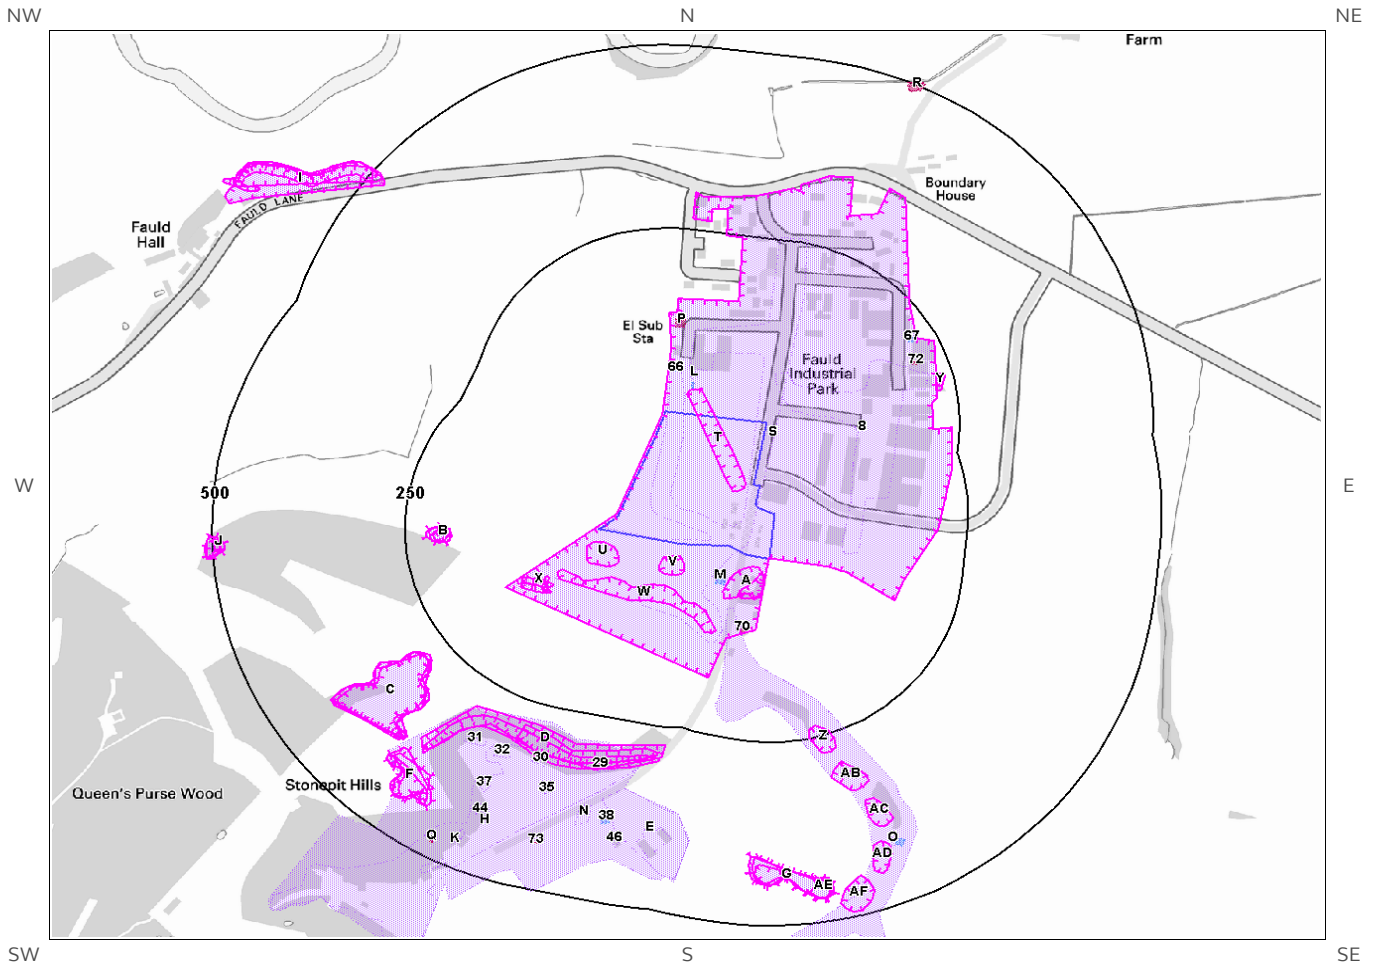 NW
N
NE
Farm
R
I
FAULD LANE
Boundary
House
Fauld
Hall
P
El Sub
Sta
67
72
66
L
Fauld
Industrial
Park
Y
8
T
S
W
E
500
250
B
J
U
V
M
A
X
W
70
C
31
D
32
30
29
Z
F
Stonepit Hills
37
35
AB
Queen's Purse Wood
44
H
N
38
AC
Q
K
73
46
E
O
AD
G
AE
AF
SW
S
SE